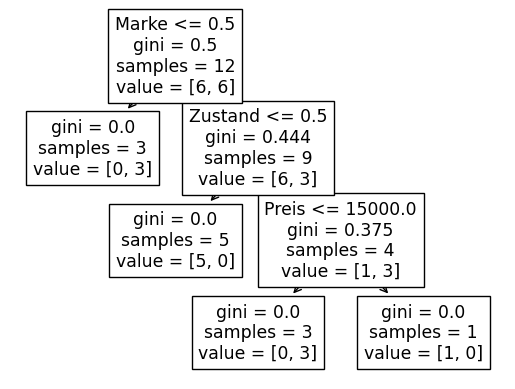 Marke <= 0.5
gini = 0.5
samples = 12
value = [6, 6]
gini = 0.0
samples = 3
value = [0, 3]
Zustand <= 0.5
gini = 0.444
samples = 9
value = [6, 3]
gini = 0.0
samples = 5
value = [5, 0]
Preis <= 15000.0
gini = 0.375
samples = 4
value = [1, 3]
gini = 0.0
samples = 3
value = [0, 3]
gini = 0.0
samples = 1
value = [1, 0]